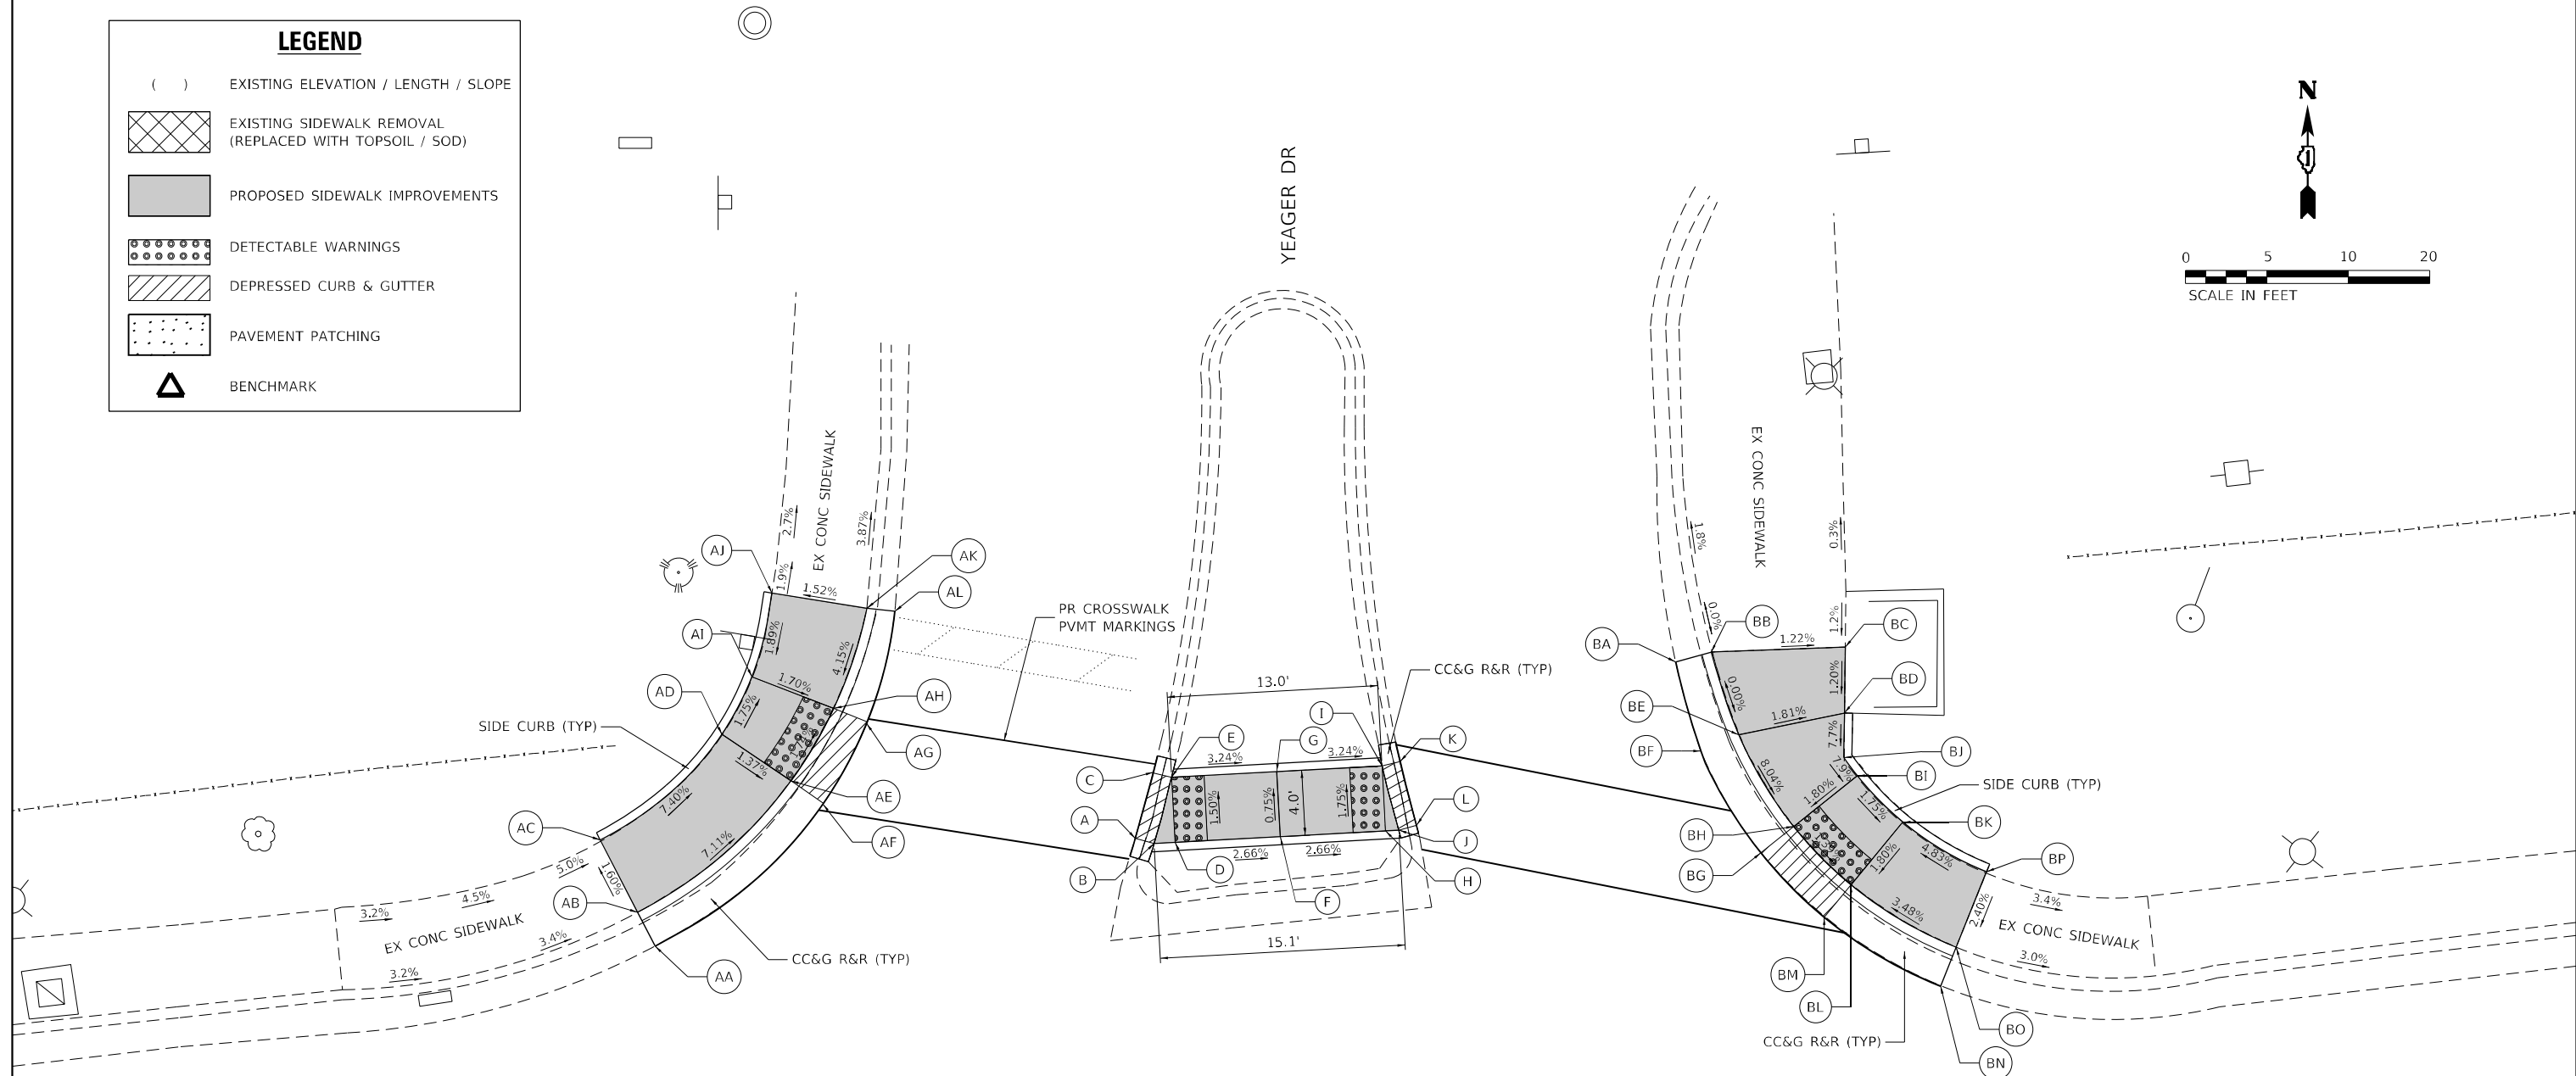 LEGEND
( ) EXISTING ELEVATION / LENGTH / SLOPE
EXISTING SIDEWALK REMOVAL
(REPLACED WITH TOPSOIL / SOD)
PROPOSED SIDEWALK IMPROVEMENTS
DETECTABLE WARNINGS
DEPRESSED CURB & GUTTER
PAVEMENT PATCHING
BENCHMARK
YEAGER DR
N
0 5 10 20
SCALE IN FEET
EX CONC SIDEWALK
2.7%
3.87%
1.9%
1.52%
AJ
AK
AL
AI
1.89%
4.15%
1.70%
AH
AD
1.75%
SIDE CURB (TYP)
AG
1.37%
AE
7.40%
AC
AF
7.11%
5.0%
1.60%
AB
4.5%
3.2%
EX CONC SIDEWALK
3.4%
3.2%
CC&G R&R (TYP)
AA
PR CROSSWALK
PVMT MARKINGS
CC&G R&R (TYP)
13.0'
I
E
G
K
3.24%
3.24%
C
1.50%
0.75%
4.0'
1.75%
L
A
J
2.66%
2.66%
B
D
H
F
15.1'
EX CONC SIDEWALK
1.8%
0.3%
0.0%
1.2%
BA
BB
BC
1.22%
0.00%
1.20%
BD
BE
1.81%
BF
7.7%
BJ
8.04%
7.9%
BI
SIDE CURB (TYP)
1.80%
1.75%
BH
BK
1.80%
4.83%
BP
BG
3.48%
2.40%
3.4%
EX CONC SIDEWALK
3.0%
BM
BL
BO
CC&G R&R (TYP)
BN